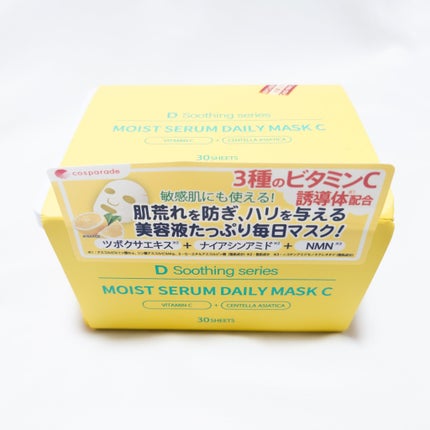 D Soothing series
MOIST SERUM DAILY MASK C
VITAMIN C + CENTELLA ASIATICA
30 SHEETS
cosparade
3種のビタミンC
誘導体配合
敏感肌にも使える!
肌荒れを防ぎ、ハリを与える
美容液たっぷり毎日マスク!
ツボクサエキス + ナイアシンアミド + NMN
D Soothing series
MOIST SERUM DAILY MASK C
VITAMIN C + CENTELLA ASIATICA
30 SHEETS